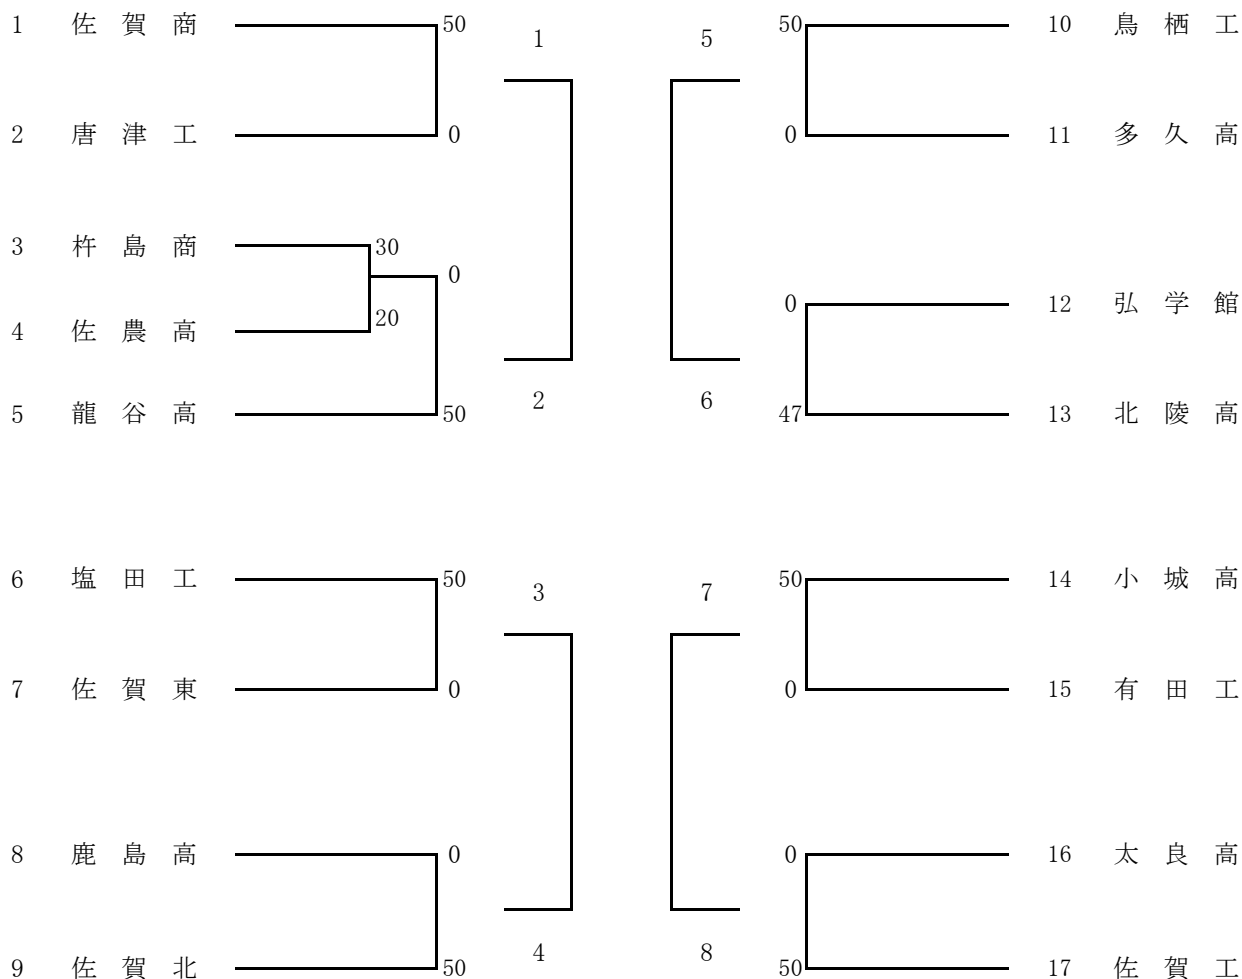 1 佐賀商 50 1 5 50 10 鳥栖工
2 唐津工 0 0 11 多久高
3 杵島商 30 0 0 12 弘学館
4 佐農高 20
5 龍谷高 50 2 6 47 13 北陵高
6 塩田工 50 3 7 50 14 小城高
7 佐賀東 0 0 15 有田工
8 鹿島高 0 0 16 太良高
9 佐賀北 50 4 8 50 17 佐賀工